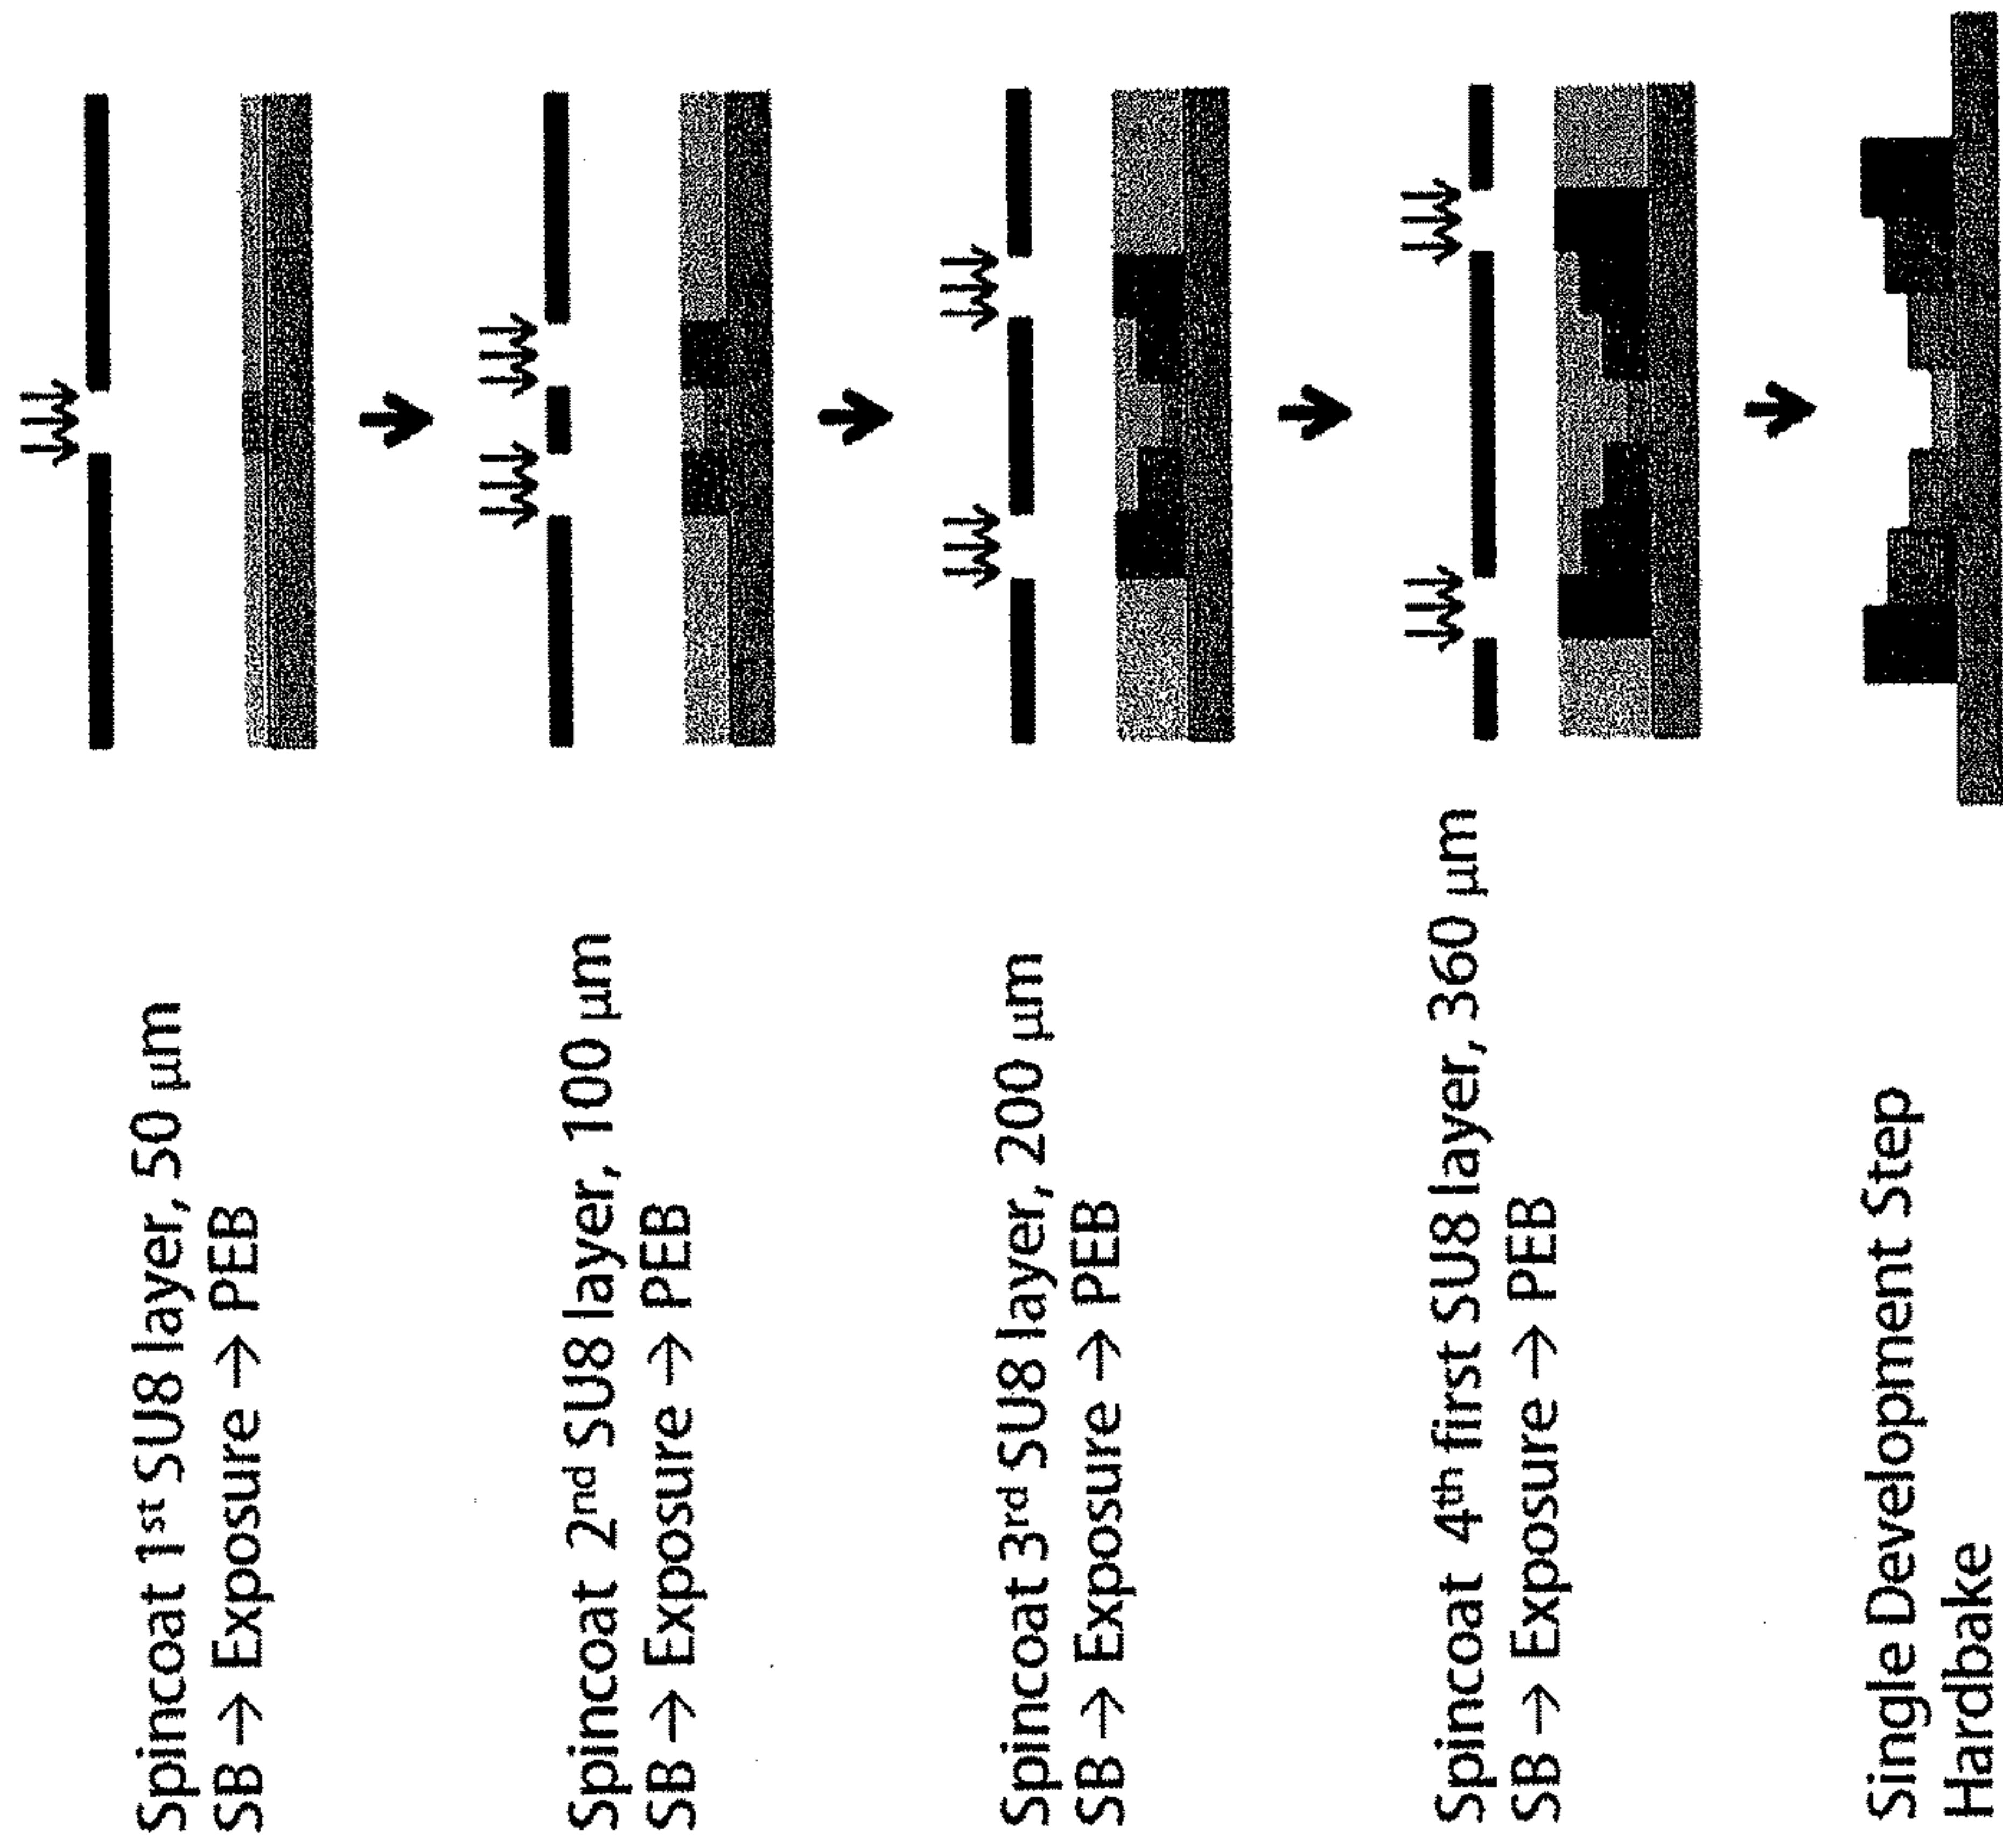 Spincoat 1st SU8 layer, 50 µm
SB → Exposure → PEB
Spincoat 2nd SU8 layer, 100 µm
SB → Exposure → PEB
Spincoat 3rd SU8 layer, 200 µm
SB → Exposure → PEB
Spincoat 4th first SU8 layer, 360 µm
SB → Exposure → PEB
Single Development Step
Hardbake